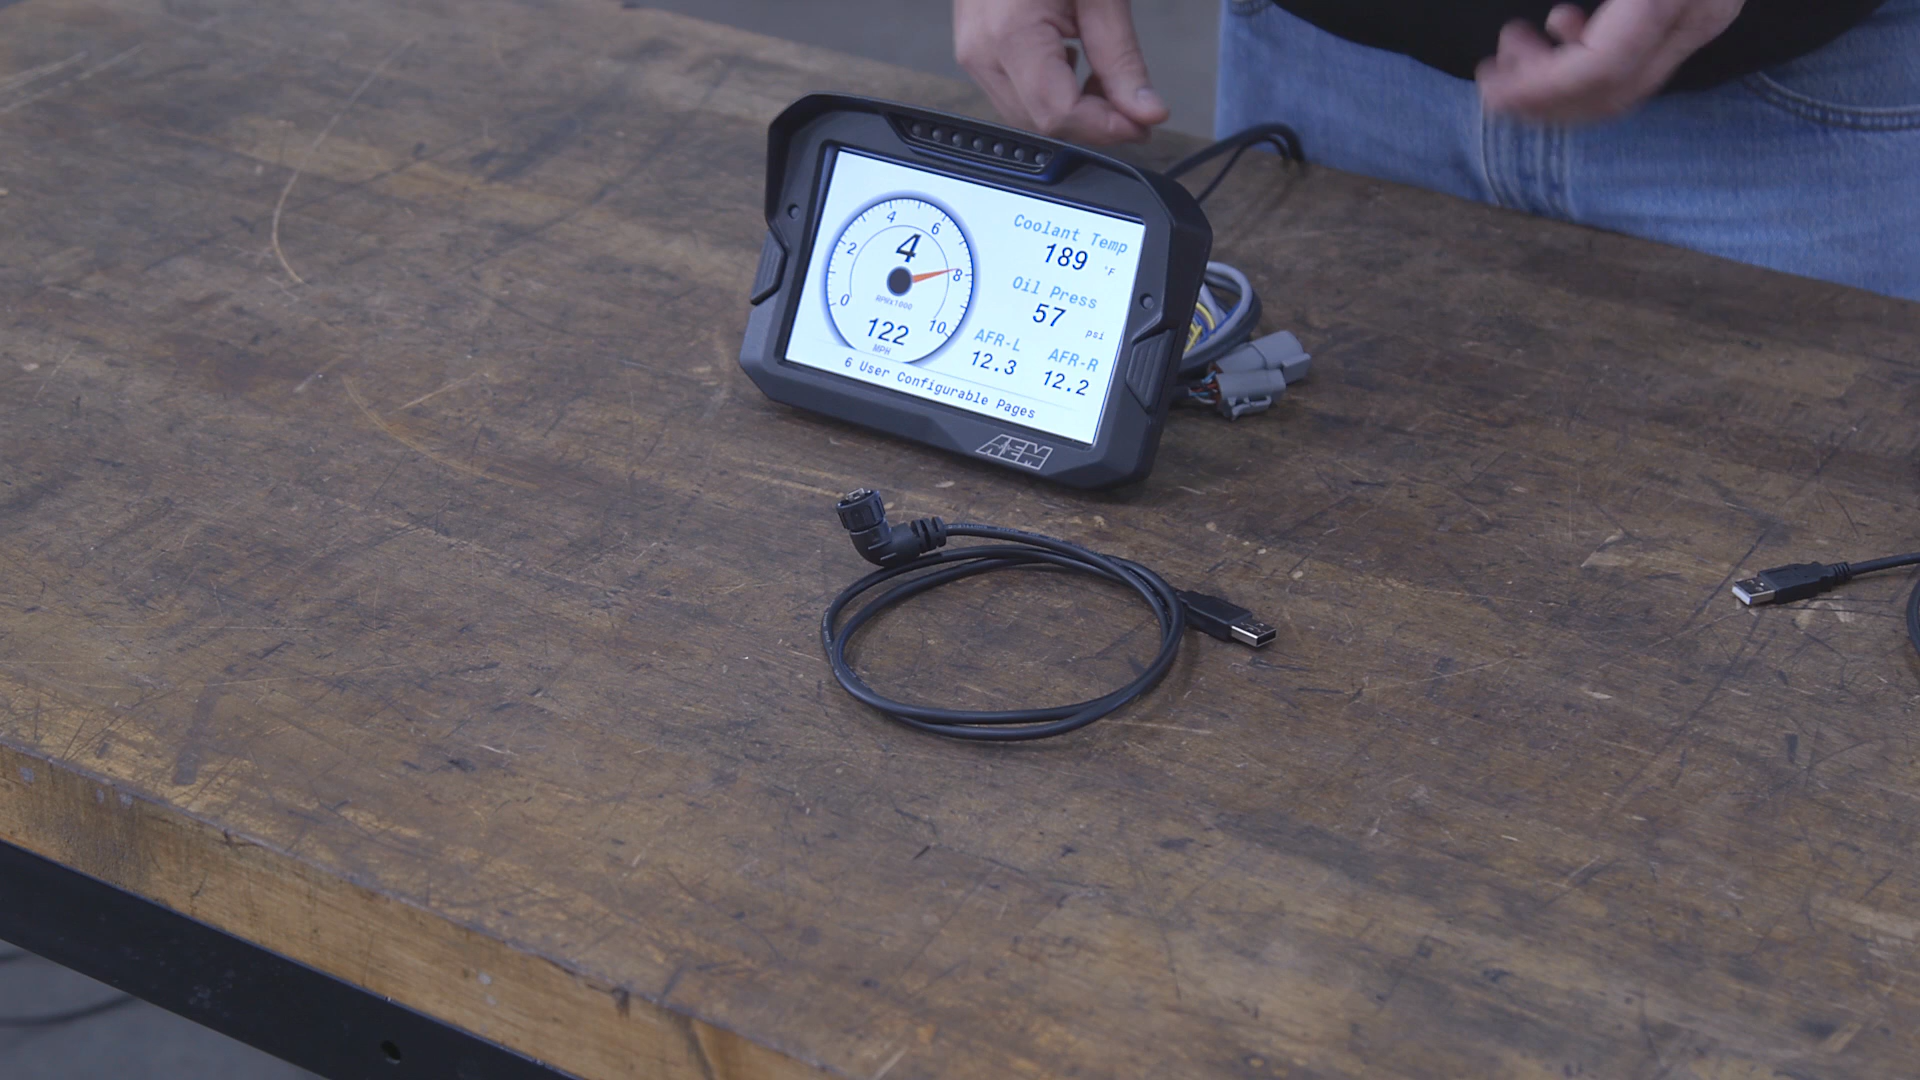 4
6
2
4
8
0
RPMx1000
10
122
MPH
Coolant Temp
189 °F
Oil Press
57 psi
AFR-L AFR-R
12.3 12.2
6 User Configurable Pages
AEM